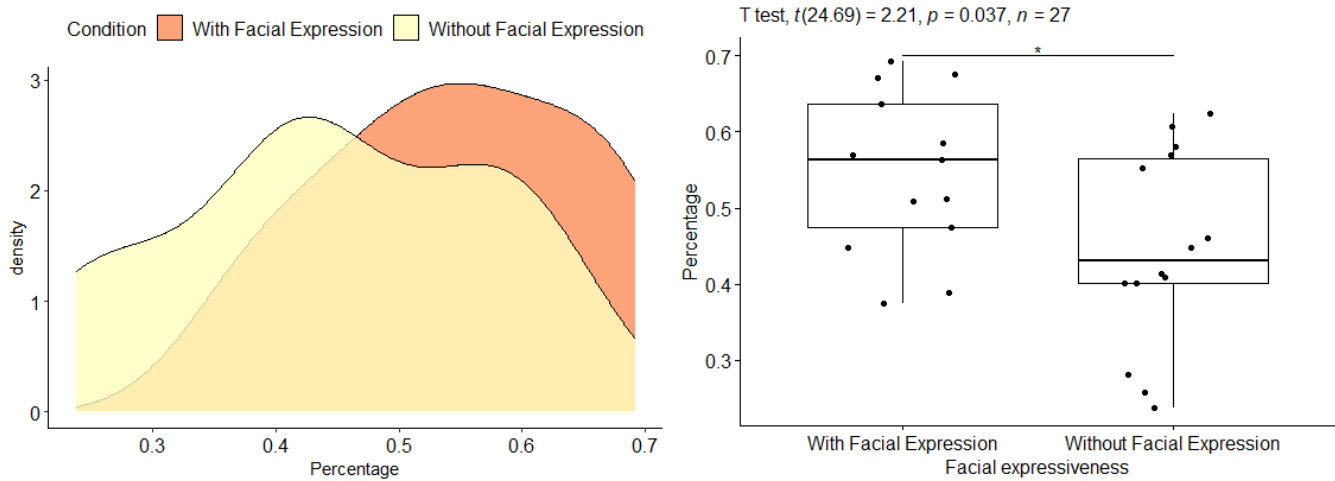 Condition With Facial Expression Without Facial Expression
3
2
1
0
density
0.3 0.4 0.5 0.6 0.7
Percentage
T test, t(24.69) = 2.21, p = 0.037, n = 27
*
0.7
0.6
0.5
0.4
0.3
Percentage
With Facial Expression Without Facial Expression
Facial expressiveness